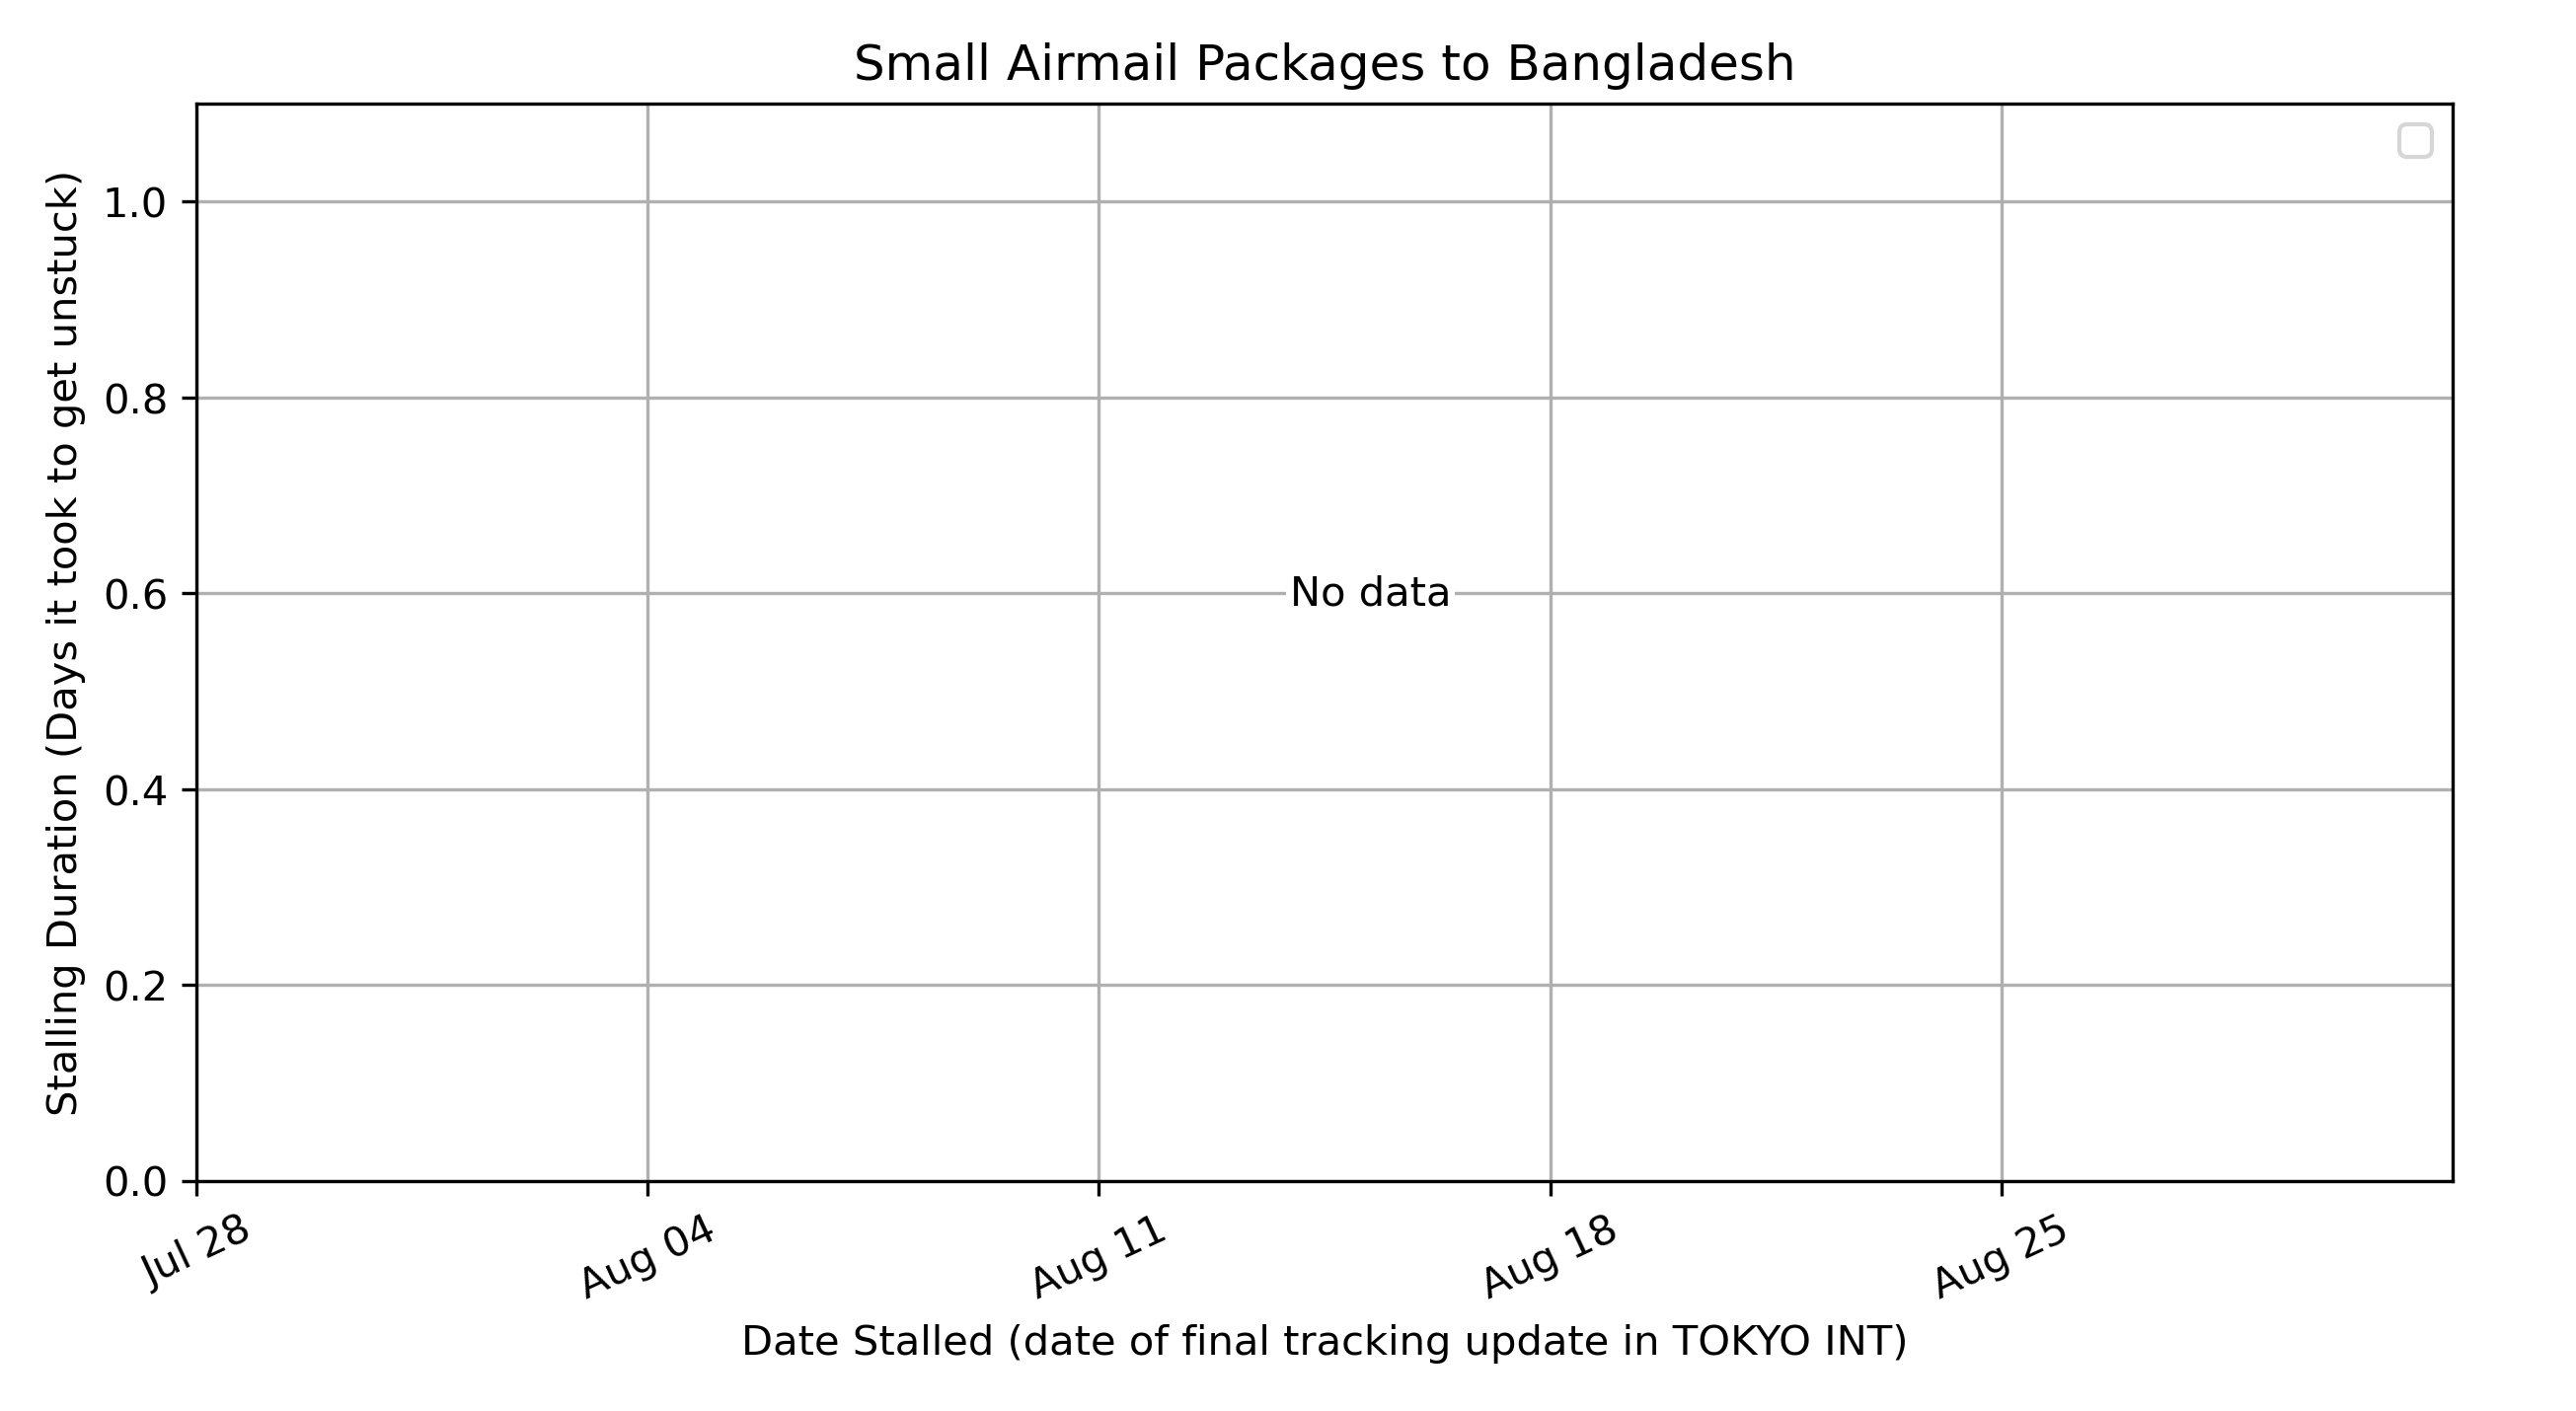 Small Airmail Packages to Bangladesh
Stalling Duration (Days it took to get unstuck)
1.0
0.8
0.6
0.4
0.2
0.0
No data
Jul 28
Aug 04
Aug 11
Aug 18
Aug 25
Date Stalled (date of final tracking update in TOKYO INT)